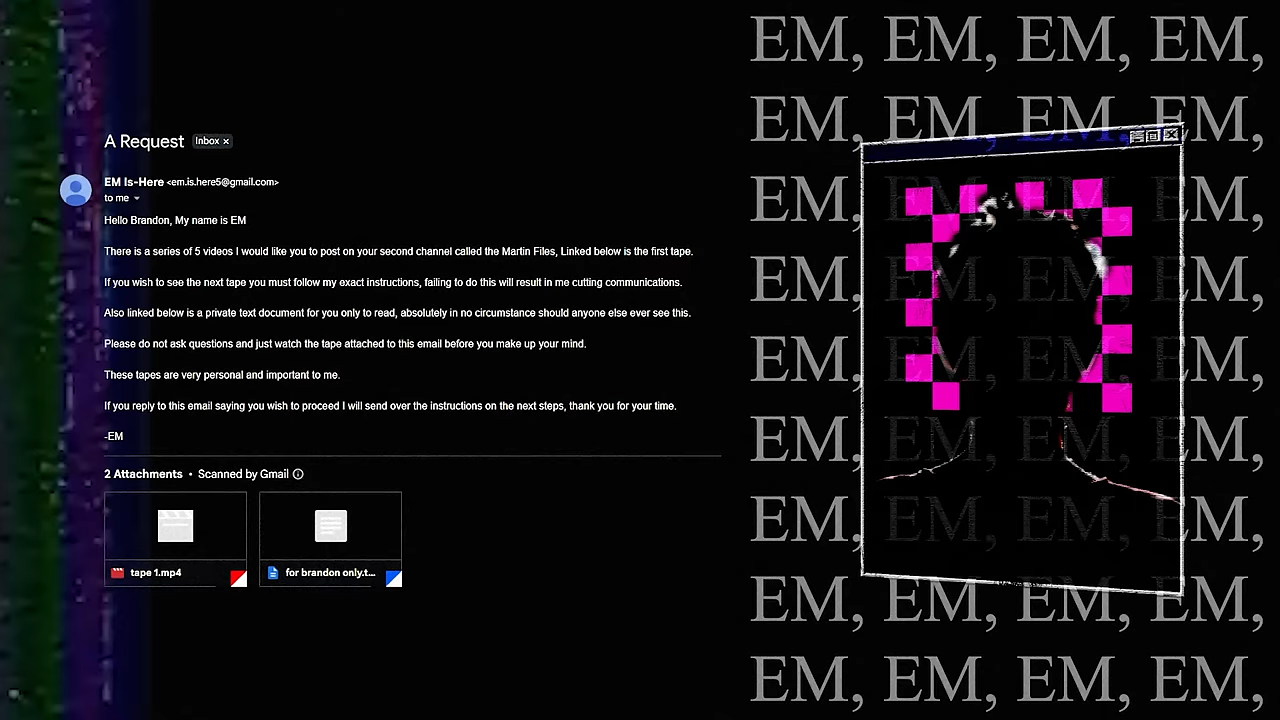 A Request Inbox x
EM Is-Here <em.is.here5@gmail.com>
to me
Hello Brandon, My name is EM
There is a series of 5 videos I would like you to post on your second channel called the Martin Files, Linked below is the first tape.
If you wish to see the next tape you must follow my exact instructions, failing to do this will result in me cutting communications.
Also linked below is a private text document for you only to read, absolutely in no circumstance should anyone else ever see this.
Please do not ask questions and just watch the tape attached to this email before you make up your mind.
These tapes are very personal and important to me.
If you reply to this email saying you wish to proceed I will send over the instructions on the next steps, thank you for your time.
-EM
2 Attachments • Scanned by Gmail
tape 1.mp4
for brandon only.t...
EM, EM, EM, EM,
EM, EM, EM, EM,
EM, EM, EM, EM,
EM, EM, EM, EM,
EM, EM, EM, EM,
EM, EM, EM, EM,
EM, EM, EM, EM,
EM, EM, EM, EM,
EM, EM, EM, EM,